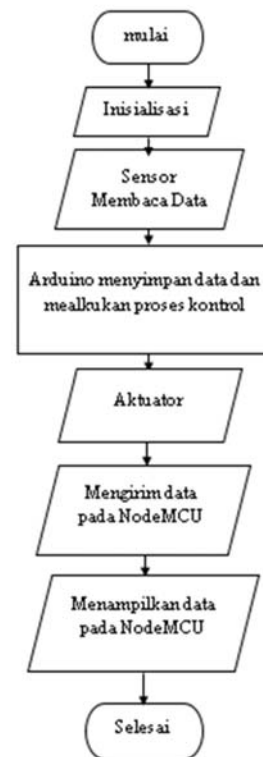 mulai
Inisialisasi
Sensor
Membaca Data
Arduino menyimpan data dan
mealkukan proses kontrol
Aktuator
Mengirim data
pada NodeMCU
Menampilkan data
pada NodeMCU
Selesai